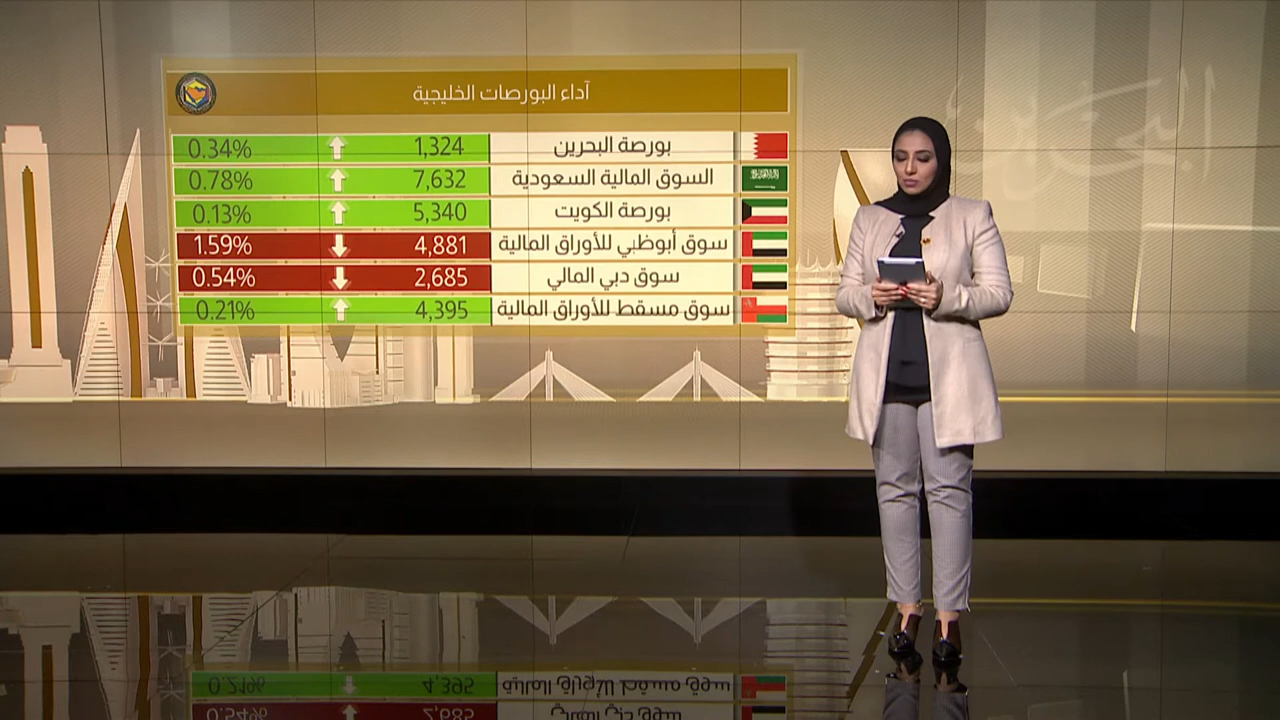 آداء البورصات الخليجية
بورصة البحرين 1,324 0.34%
السوق المالية السعودية 7,632 0.78%
بورصة الكويت 5,340 0.13%
سوق أبوظبي للأوراق المالية 4,881 1.59%
سوق دبي المالي 2,685 0.54%
سوق مسقط للأوراق المالية 4,395 0.21%